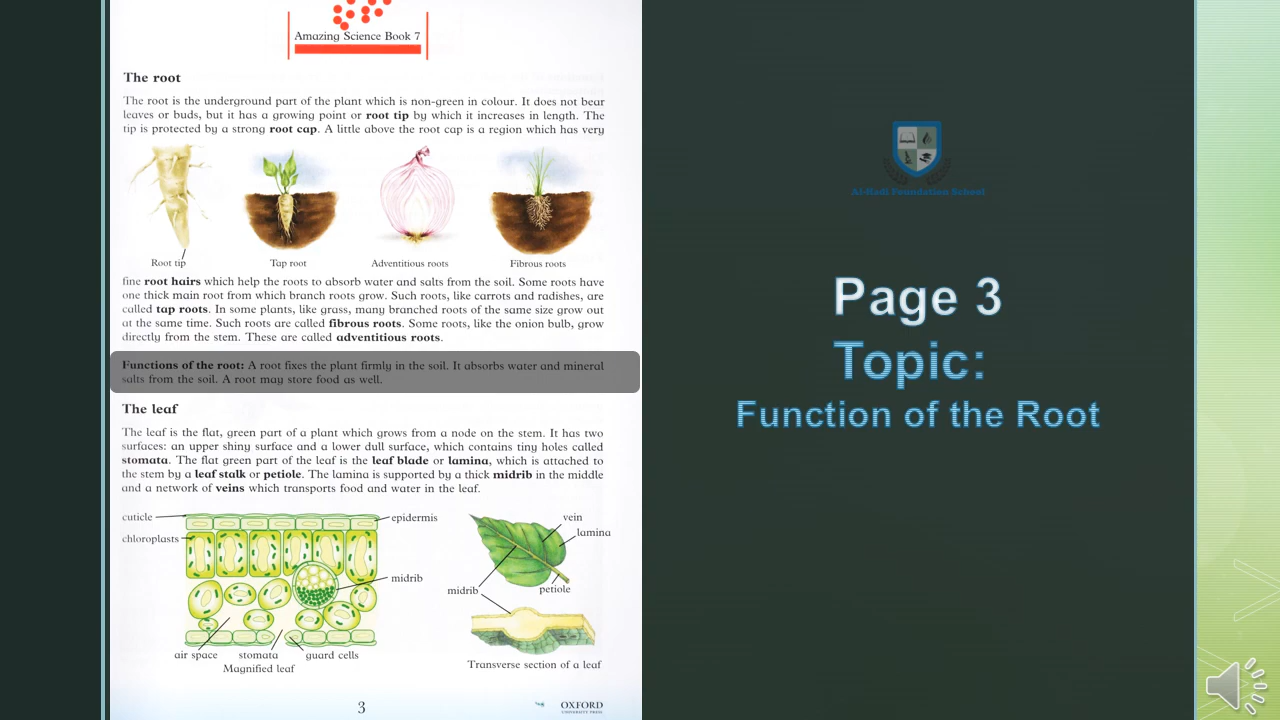 Amazing Science Book 7
The root
The root is the underground part of the plant which is non-green in colour. It does not bear
leaves or buds, but it has a growing point or root tip by which it increases in length. The
tip is protected by a strong root cap. A little above the root cap is a region which has very
Root tip
Tap root
Adventitious roots
Fibrous roots
fine root hairs which help the roots to absorb water and salts from the soil. Some roots have
one thick main root from which branch roots grow. Such roots, like carrots and radishes, are
called tap roots. In some plants, like grass, many branched roots of the same size grow out
at the same time. Such roots are called fibrous roots. Some roots, like the onion bulb, grow
directly from the stem. These are called adventitious roots.
Functions of the root: A root fixes the plant firmly in the soil. It absorbs water and mineral
salts from the soil. A root may store food as well.
The leaf
The leaf is the flat, green part of a plant which grows from a node on the stem. It has two
surfaces: an upper shiny surface and a lower dull surface, which contains tiny holes called
stomata. The flat green part of the leaf is the leaf blade or lamina, which is attached to
the stem by a leaf stalk or petiole. The lamina is supported by a thick midrib in the middle
and a network of veins which transports food and water in the leaf.
cuticle
epidermis
chloroplasts
midrib
air space
stomata
guard cells
Magnified leaf
vein
lamina
midrib
petiole
Transverse section of a leaf
3
OXFORD
UNIVERSITY PRESS
Al-Hadi Foundation School
Page 3
Topic:
Function of the Root